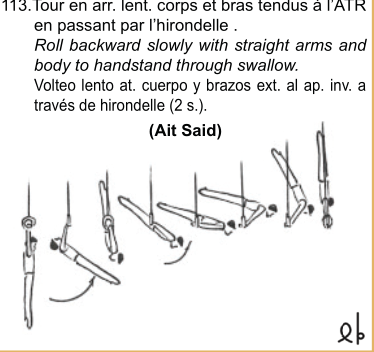 113.Tour en arr. lent. corps et bras tendus à l'ATR
en passant par l'hirondelle .
Roll backward slowly with straight arms and
body to handstand through swallow.
Volteo lento at. cuerpo y brazos ext. al ap. inv. a
través de hirondelle (2 s.).
(Ait Said)